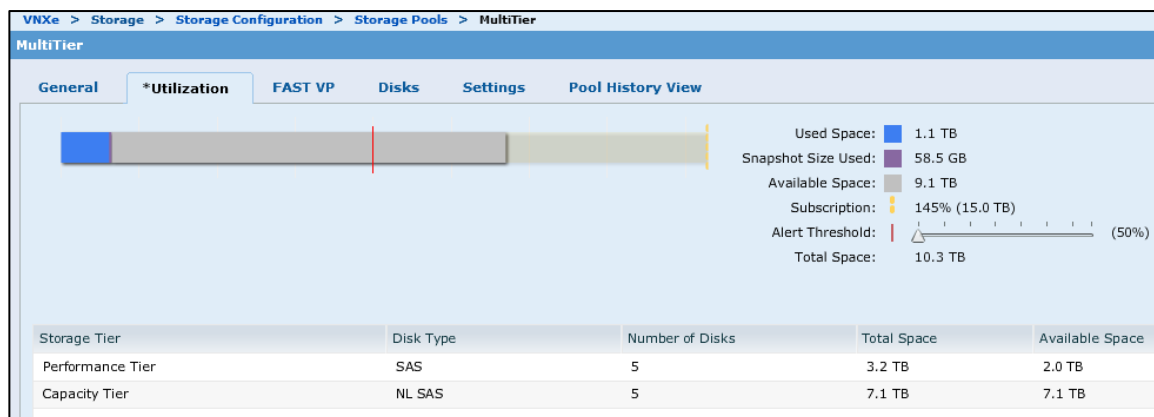 VNXe > Storage > Storage Configuration > Storage Pools > MultiTier
MultiTier
General *Utilization FAST VP Disks Settings Pool History View
Used Space: 1.1 TB
Snapshot Size Used: 58.5 GB
Available Space: 9.1 TB
Subscription: 145% (15.0 TB)
Alert Threshold: (50%)
Total Space: 10.3 TB
Storage Tier Disk Type Number of Disks Total Space Available Space
Performance Tier SAS 5 3.2 TB 2.0 TB
Capacity Tier NL SAS 5 7.1 TB 7.1 TB